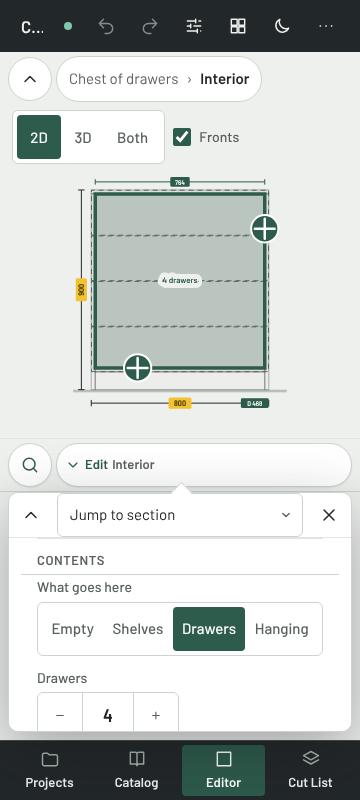 C...
Chest of drawers › Interior
2D 3D Both Fronts
764
4 drawers
900
800 D 468
Edit Interior
Jump to section
CONTENTS
What goes here
Empty Shelves Drawers Hanging
Drawers
− 4 +
Projects Catalog Editor Cut List